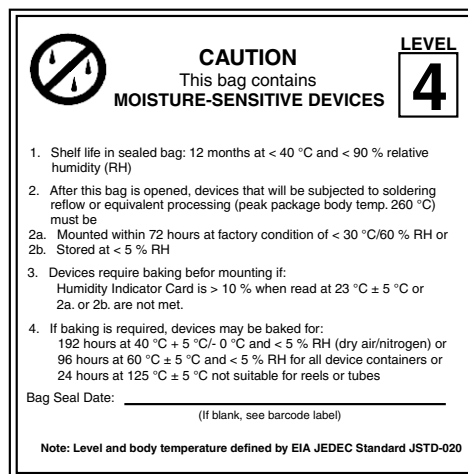 LEVEL
CAUTION
4
This bag contains
MOISTURE-SENSITIVE DEVICES
1. Shelf life in sealed bag: 12 months at < 40 °C and < 90 % relative
humidity (RH)
2. After this bag is opened, devices that will be subjected to soldering
reflow or equivalent processing (peak package body temp. 260 °C)
must be
2a. Mounted within 72 hours at factory condition of < 30 °C/60 % RH or
2b. Stored at < 5 % RH
3. Devices require baking befor mounting if:
Humidity Indicator Card is > 10 % when read at 23 °C ± 5 °C or
2a. or 2b. are not met.
4. If baking is required, devices may be baked for:
192 hours at 40 °C + 5 °C/- 0 °C and < 5 % RH (dry air/nitrogen) or
96 hours at 60 °C ± 5 °C and < 5 % RH for all device containers or
24 hours at 125 °C ± 5 °C not suitable for reels or tubes
Bag Seal Date:
(If blank, see barcode label)
Note: Level and body temperature defined by EIA JEDEC Standard JSTD-020